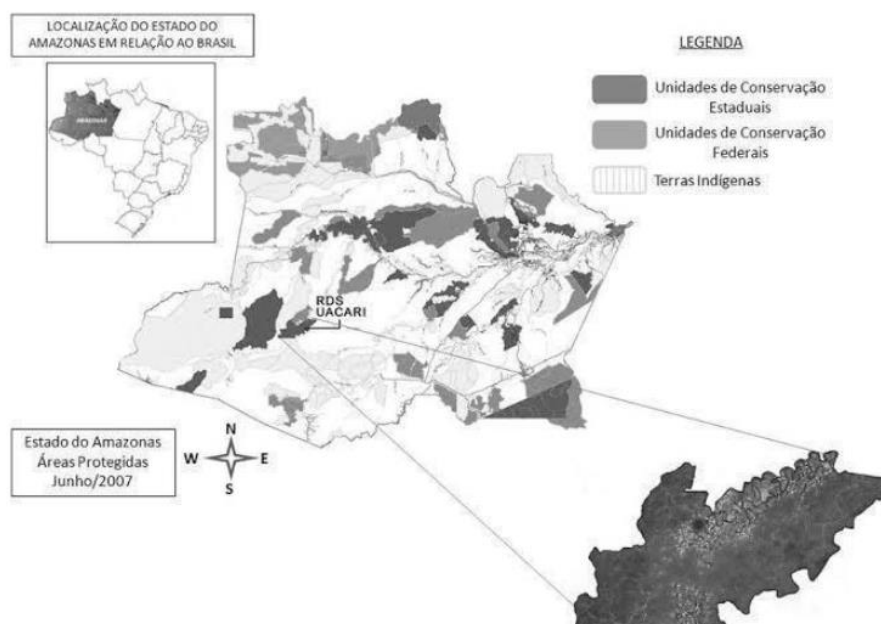 LOCALIZAÇÃO DO ESTADO DO
AMAZONAS EM RELAÇÃO AO BRASIL
AMAZONAS
LEGENDA
Unidades de Conservação
Estaduais
Unidades de Conservação
Federais
Terras Indígenas
RDS
UACARI
Estado do Amazonas
Áreas Protegidas
Junho/2007
N
W
E
S